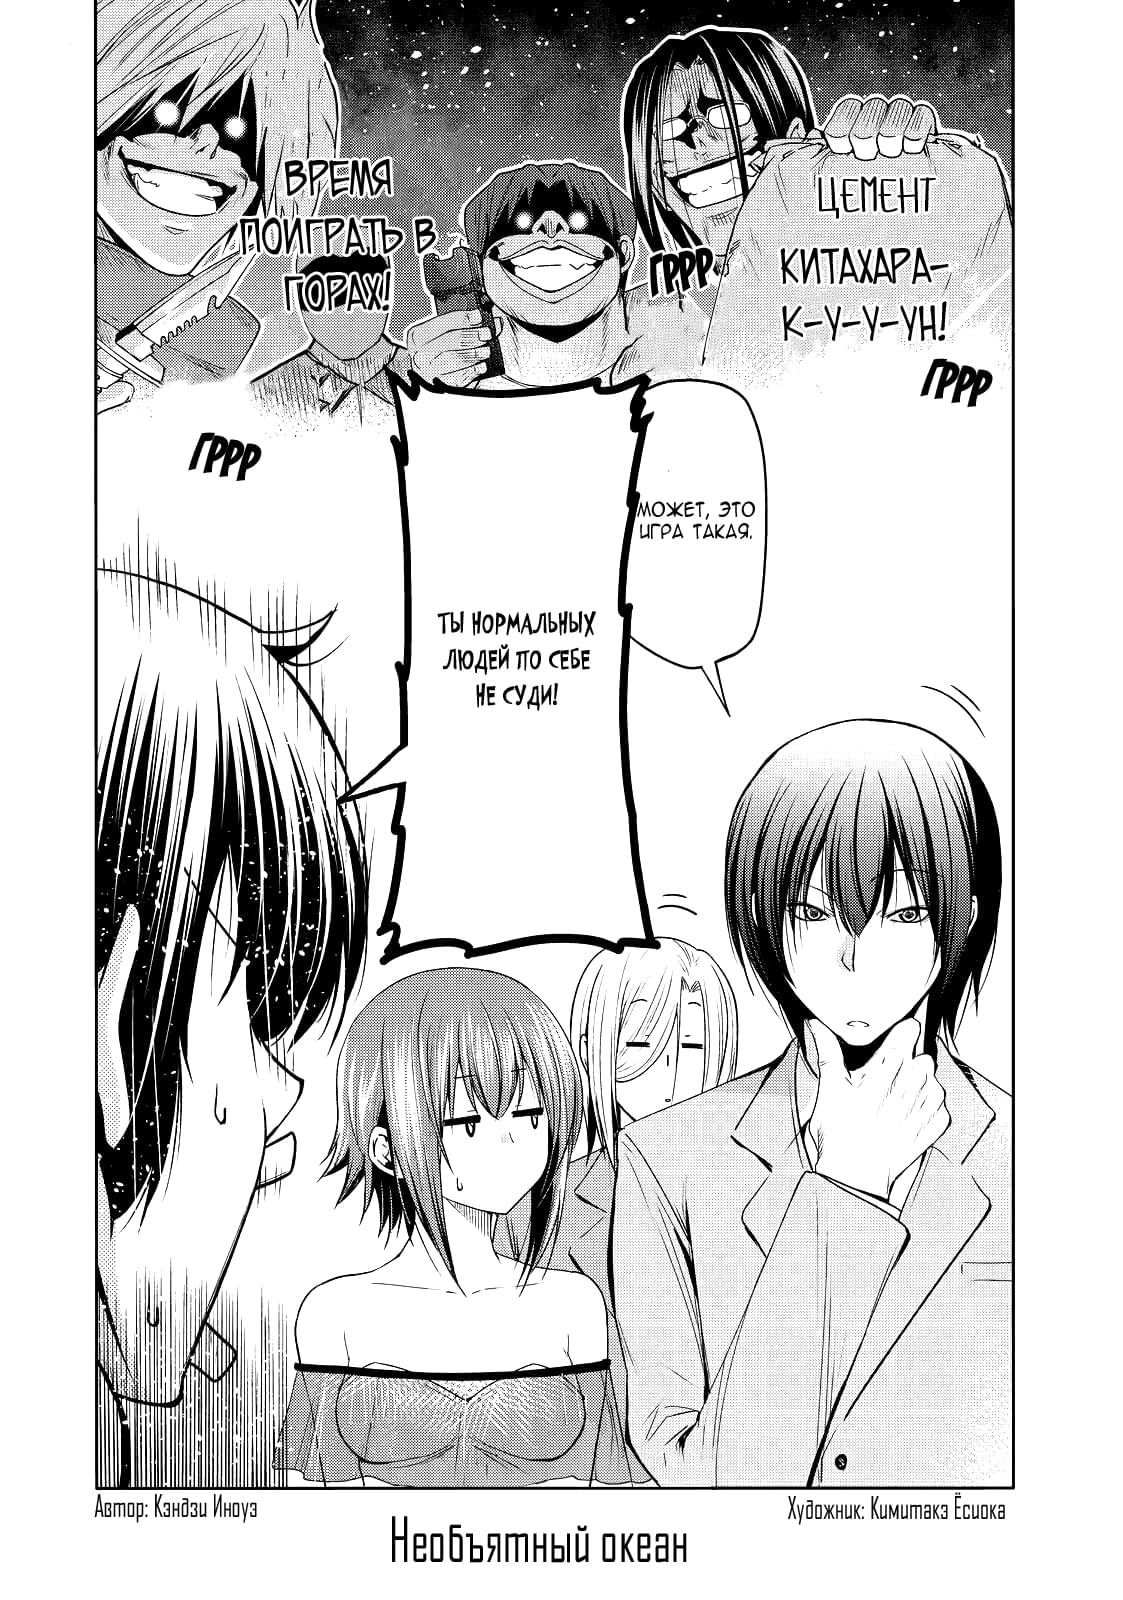 ВРЕМЯ
ПОИГРАТЬ В
ГОРАХ!
ЦЕМЕНТ
КИТАХАРА-
К-У-У-УН!
ГРРР
ГРРР
ГРРР
МОЖЕТ, ЭТО
ИГРА ТАКАЯ.
ТЫ НОРМАЛЬНЫХ
ЛЮДЕЙ ПО СЕБЕ
НЕ СУДИ!
Автор: Кэндзи Иноуэ
Художник: Кимитакэ Ёсиока
Необъятный океан